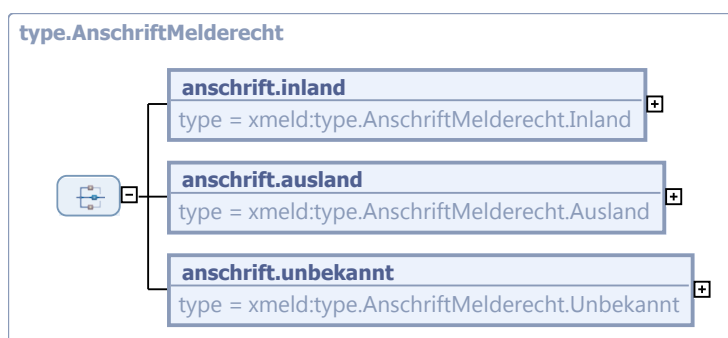 type.AnschriftMelderecht
anschrift.inland
type = xmeld:type.AnschriftMelderecht.Inland
anschrift.ausland
type = xmeld:type.AnschriftMelderecht.Ausland
anschrift.unbekannt
type = xmeld:type.AnschriftMelderecht.Unbekannt